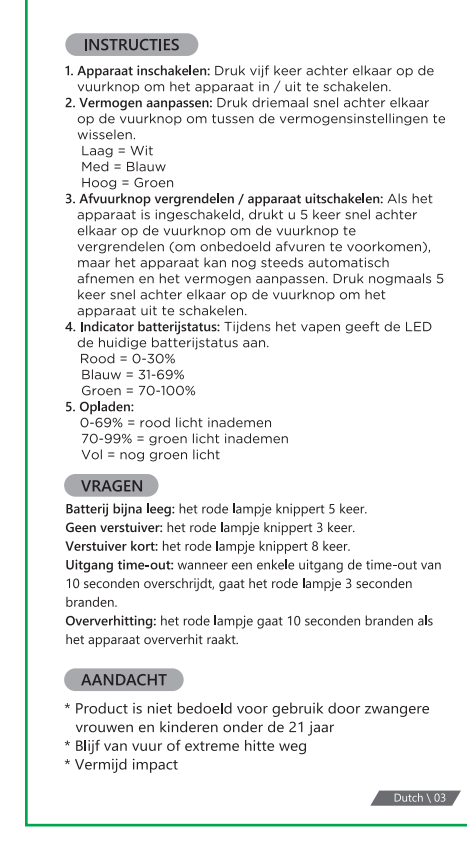 INSTRUCTIES
1. Apparaat inschakelen: Druk vijf keer achter elkaar op de
vuurknop om het apparaat in / uit te schakelen.
2. Vermogen aanpassen: Druk driemaal snel achter elkaar
op de vuurknop om tussen de vermogensinstellingen te
wisselen.
Laag = Wit
Med = Blauw
Hoog = Groen
3. Afvuurknop vergrendelen / apparaat uitschakelen: Als het
apparaat is ingeschakeld, drukt u 5 keer snel achter
elkaar op de vuurknop om de vuurknop te
vergrendelen (om onbedoeld afvuren te voorkomen),
maar het apparaat kan nog steeds automatisch
afnemen en het vermogen aanpassen. Druk nogmaals 5
keer snel achter elkaar op de vuurknop om het
apparaat uit te schakelen.
4. Indicator batterijstatus: Tijdens het vapen geeft de LED
de huidige batterijstatus aan.
Rood = 0-30%
Blauw = 31-69%
Groen = 70-100%
5. Opladen:
0-69% = rood licht inademen
70-99% = groen licht inademen
Vol = nog groen licht
VRAGEN
Batterij bijna leeg: het rode lampje knippert 5 keer.
Geen verstuiver: het rode lampje knippert 3 keer.
Verstuiver kort: het rode lampje knippert 8 keer.
Uitgang time-out: wanneer een enkele uitgang de time-out van
10 seconden overschrijdt, gaat het rode lampje 3 seconden
branden.
Oververhitting: het rode lampje gaat 10 seconden branden als
het apparaat oververhit raakt.
AANDACHT
* Product is niet bedoeld voor gebruik door zwangere
vrouwen en kinderen onder de 21 jaar
* Blijf van vuur of extreme hitte weg
* Vermijd impact
Dutch \ 03